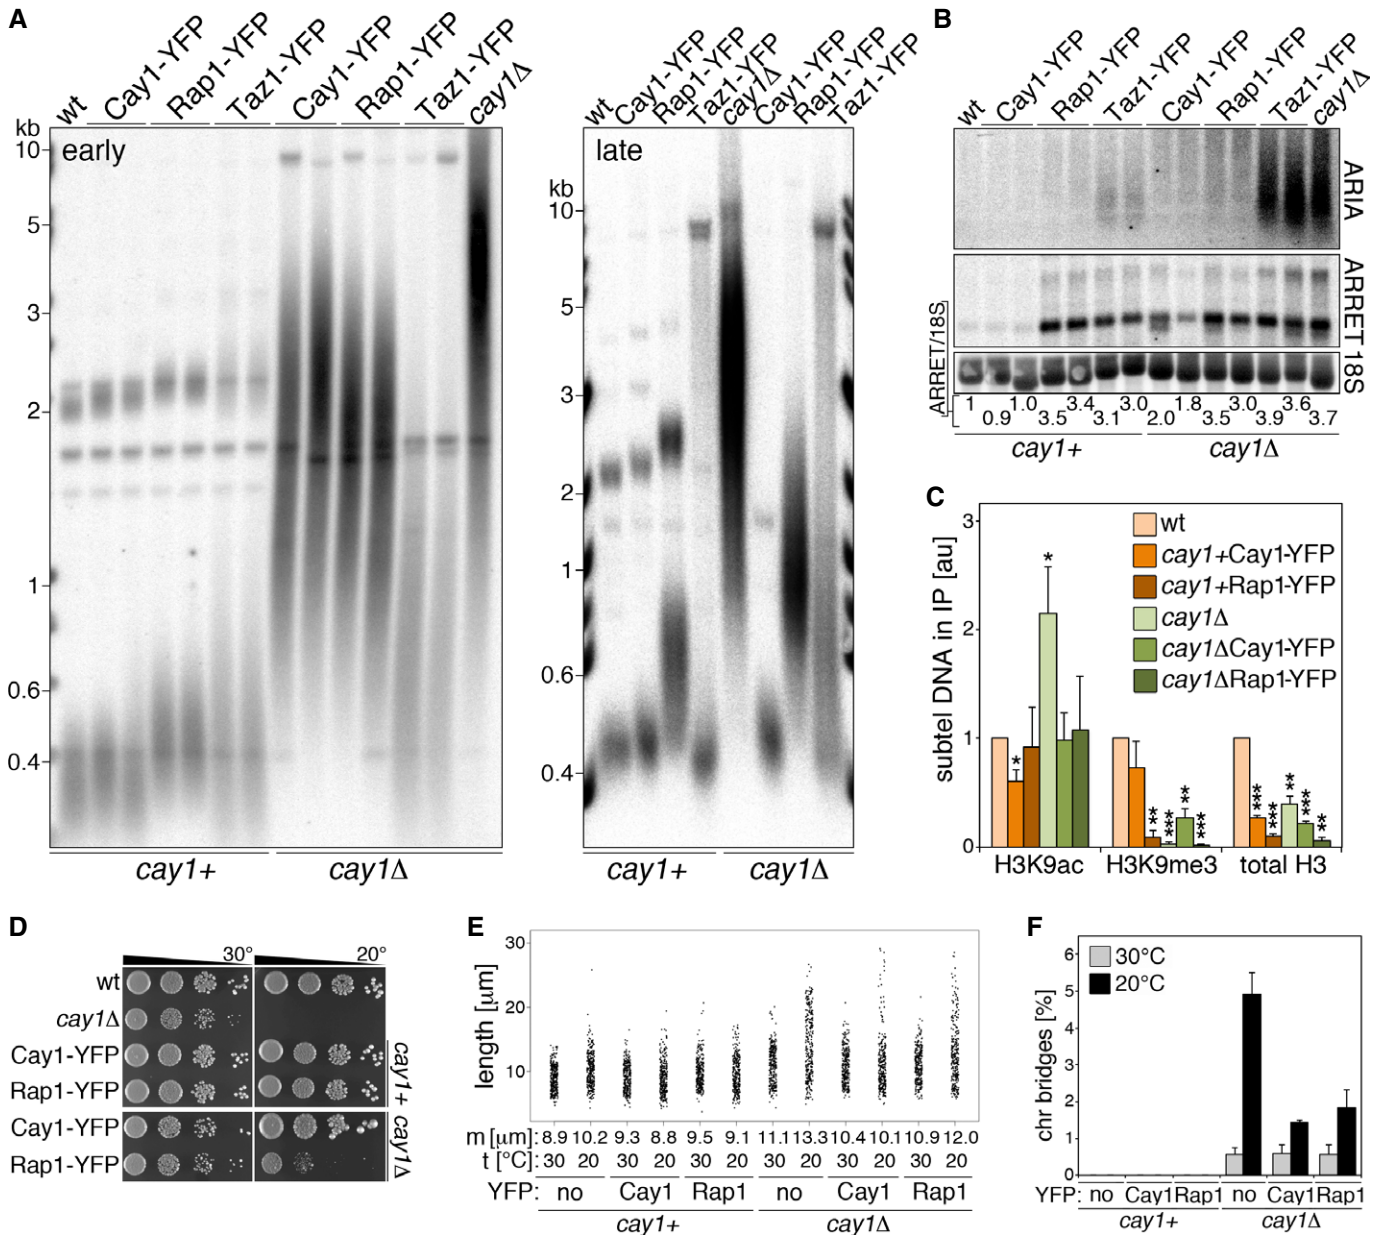 A
wt
Cay1-YFP
Rap1-YFP
Taz1-YFP
Cay1-YFP
Rap1-YFP
Taz1-YFP
cay1Δ
kb
early
10
5
3
2
1
0.6
0.4
cay1+
cay1Δ
wt
Cay1-YFP
Rap1-YFP
Taz1-YFP
cay1Δ
Cay1-YFP
Rap1-YFP
Taz1-YFP
late
kb
10
5
3
2
1
0.6
0.4
cay1+
cay1Δ
B
wt
Cay1-YFP
Rap1-YFP
Taz1-YFP
Cay1-YFP
Rap1-YFP
Taz1-YFP
cay1Δ
ARIA
ARRET
18S
ARRET/18S
1 1.0 3.4 3.0 1.8 3.0 3.6
0.9 3.5 3.1 2.0 3.5 3.9 3.7
cay1+
cay1Δ
C
subtel DNA in IP [au]
3
2
1
0
wt
cay1+Cay1-YFP
cay1+Rap1-YFP
cay1Δ
cay1ΔCay1-YFP
cay1ΔRap1-YFP
* * ** *** ** *** *** *** ** *** **
H3K9ac H3K9me3 total H3
D
30° 20°
wt
cay1Δ
Cay1-YFP
Rap1-YFP
Cay1-YFP
Rap1-YFP
cay1+
cay1Δ
E
length [µm]
30
20
10
m [µm]: 8.9 10.2 9.3 8.8 9.5 9.1 11.1 13.3 10.4 10.1 10.9 12.0
t [°C]: 30 20 30 20 30 20 30 20 30 20 30 20
YFP: no Cay1 Rap1 no Cay1 Rap1
cay1+ cay1Δ
F
chr bridges [%]
6
5
4
3
2
1
0
30°C
20°C
YFP: no Cay1 Rap1 no Cay1 Rap1
cay1+ cay1Δ